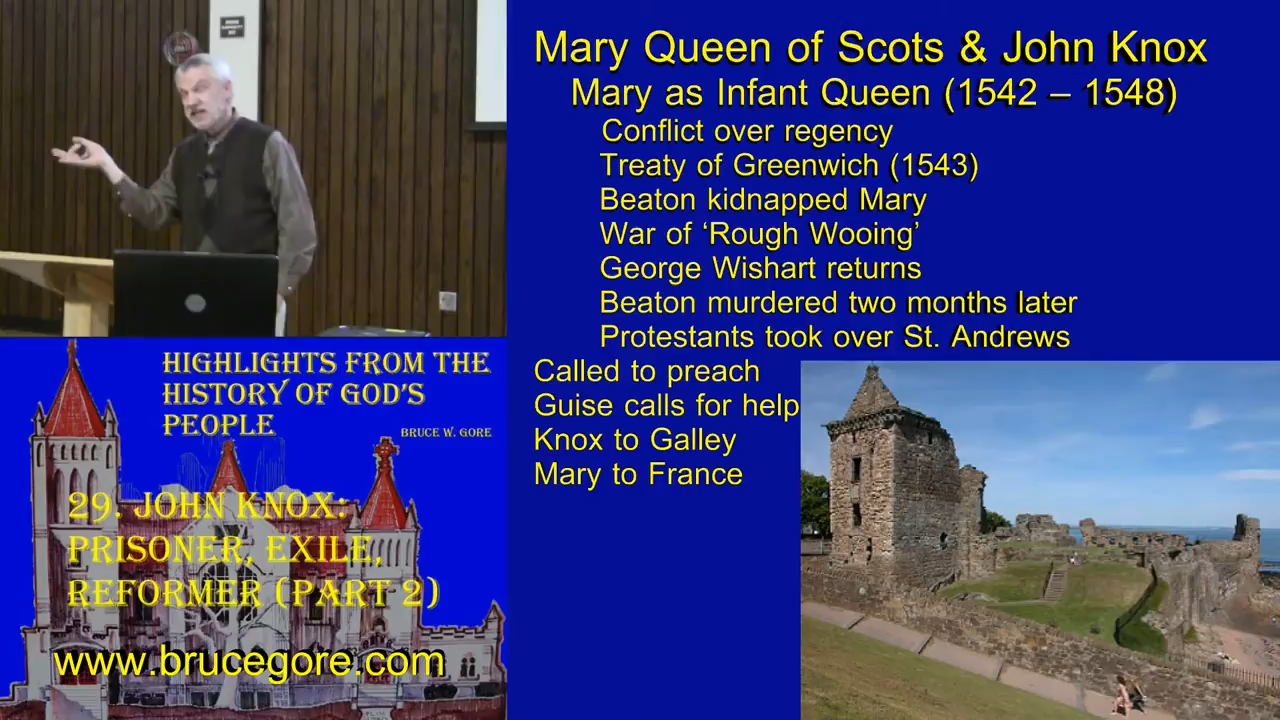 Mary Queen of Scots & John Knox
Mary as Infant Queen (1542 – 1548)
Conflict over regency
Treaty of Greenwich (1543)
Beaton kidnapped Mary
War of ‘Rough Wooing’
George Wishart returns
Beaton murdered two months later
Protestants took over St. Andrews
Called to preach
Guise calls for help
Knox to Galley
Mary to France
HIGHLIGHTS FROM THE
HISTORY OF GOD'S
PEOPLE
BRUCE W. GORE
29. JOHN KNOX:
PRISONER, EXILE,
REFORMER (PART 2)
www.brucegore.com